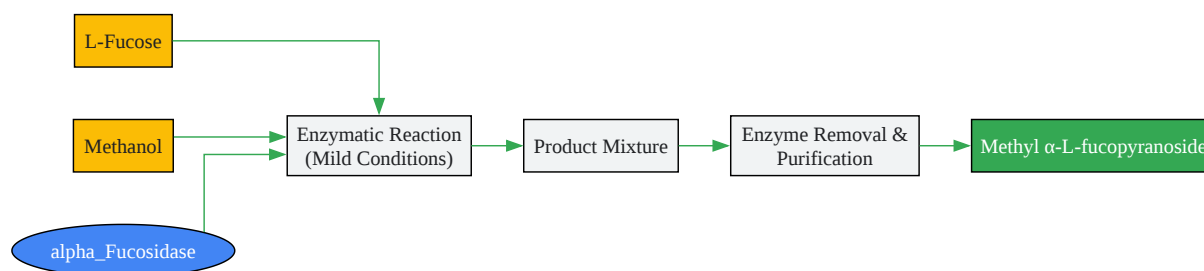 L-Fucose
Methanol
alpha_Fucosidase
Enzymatic Reaction
(Mild Conditions)
Product Mixture
Enzyme Removal &
Purification
Methyl α-L-fucopyranoside